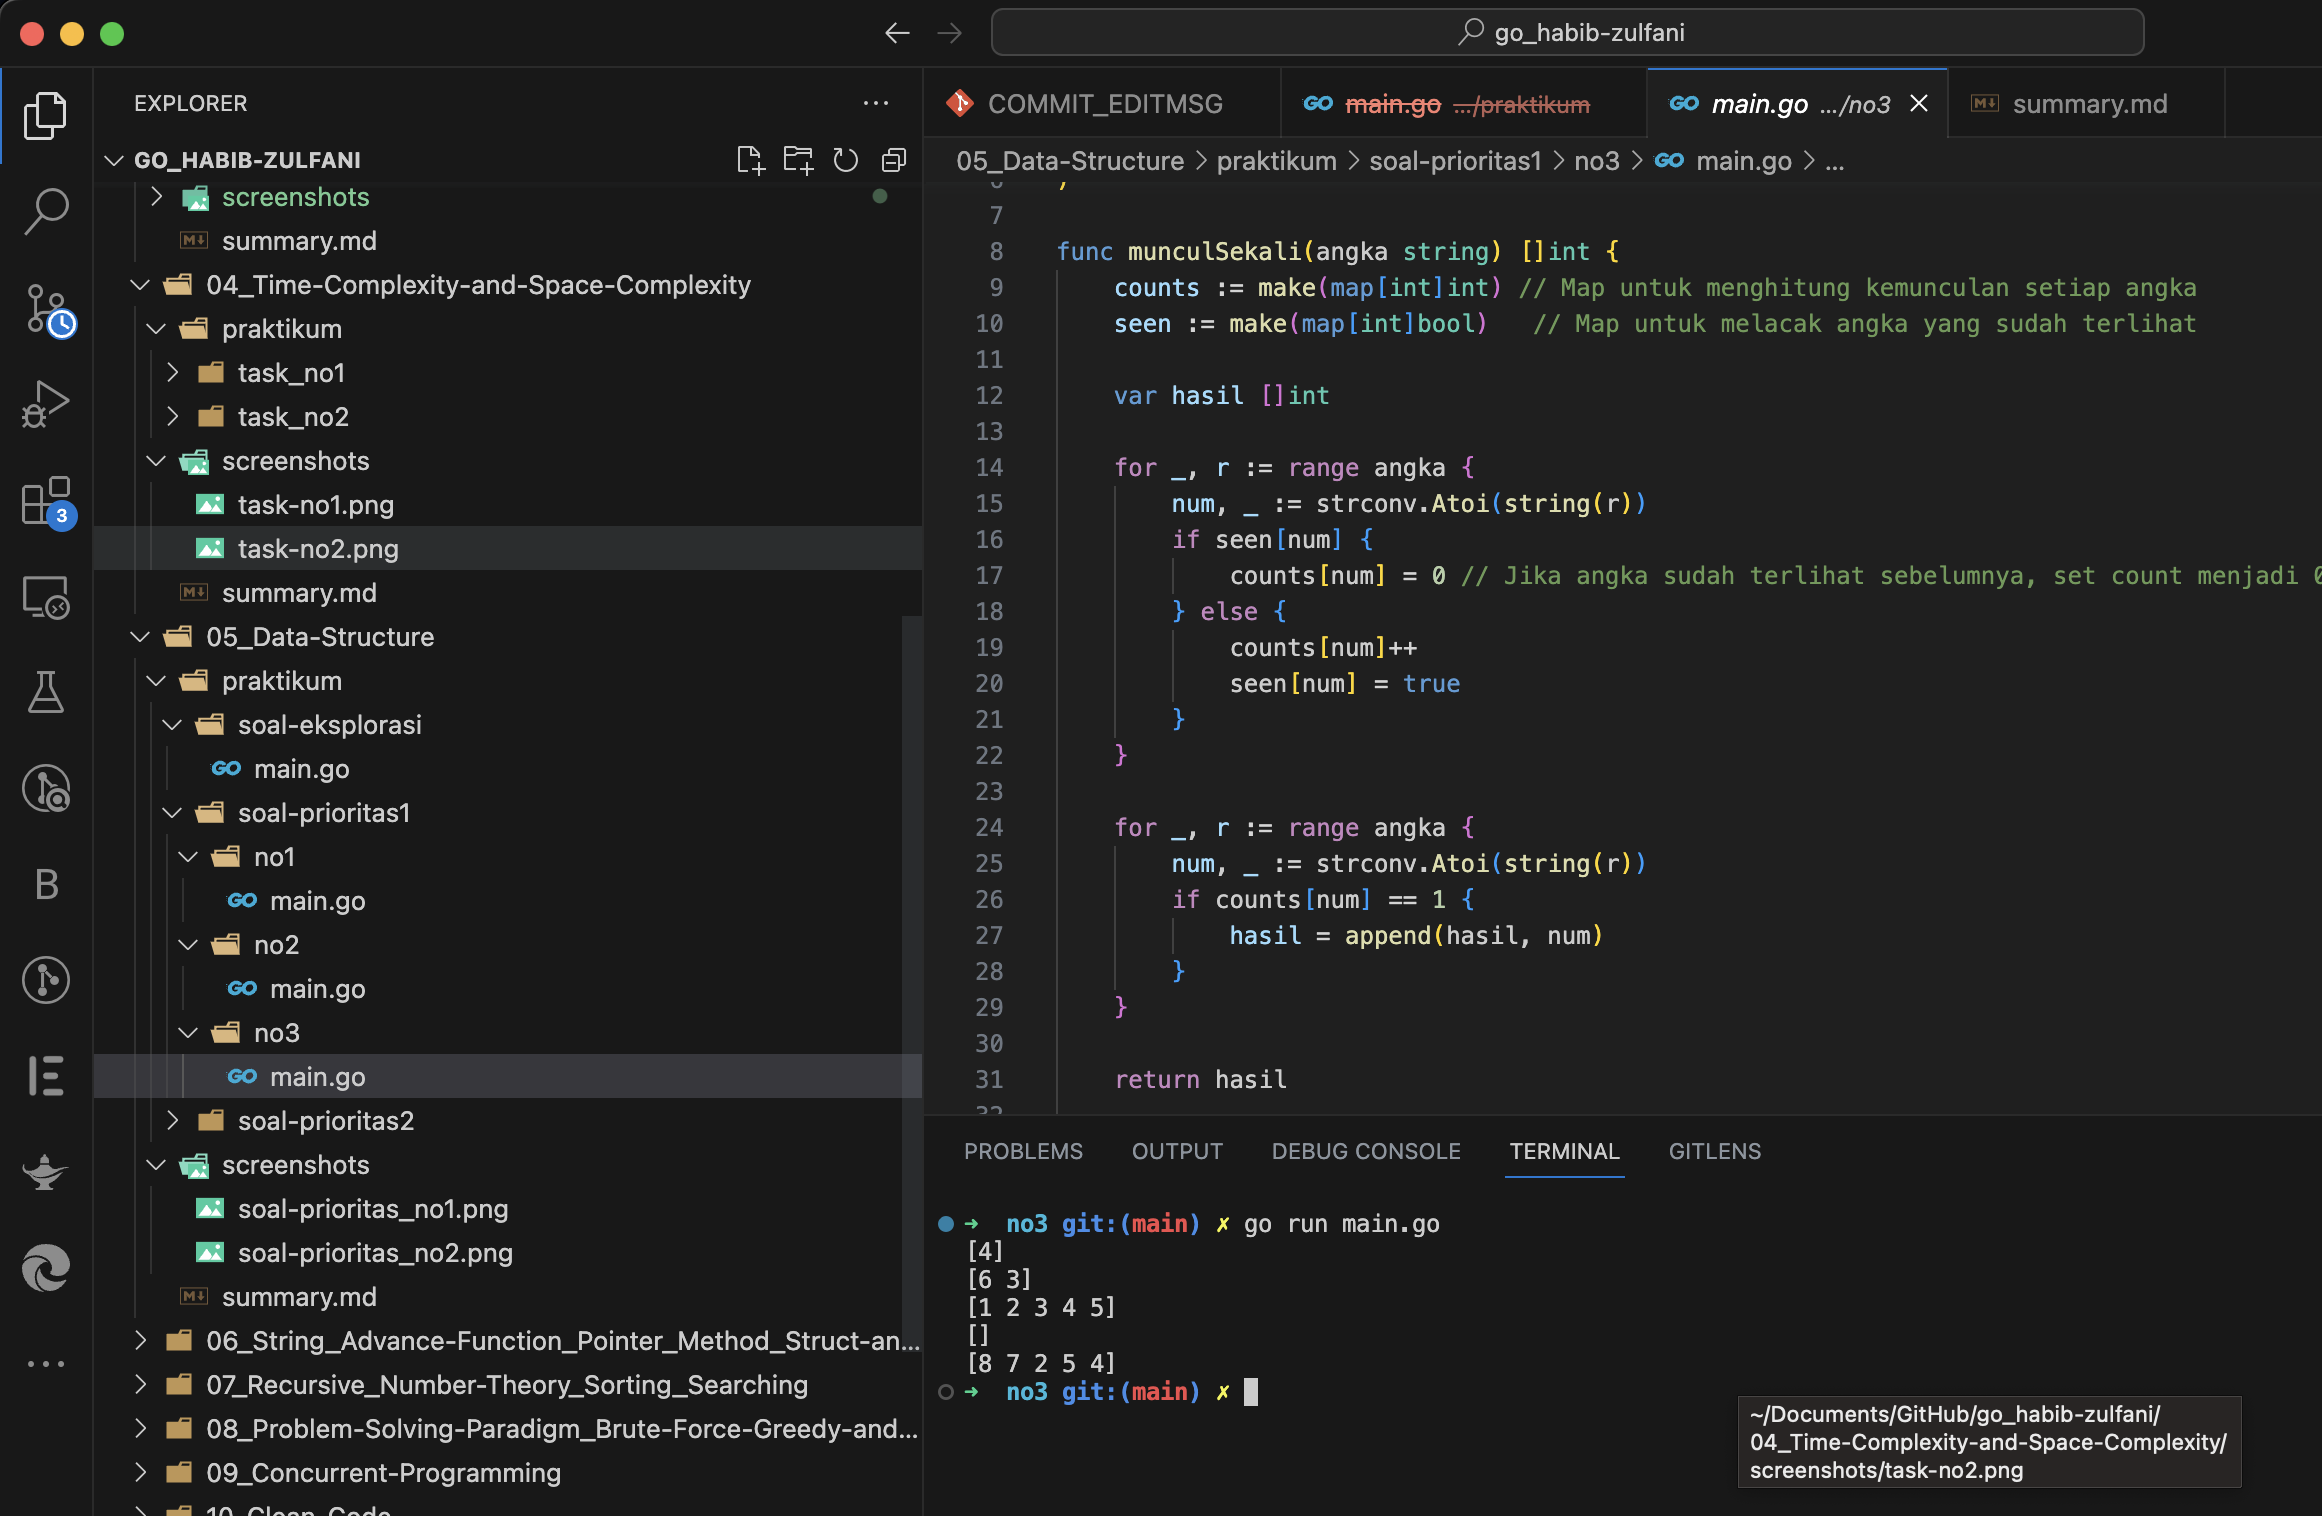 go_habib-zulfani
EXPLORER
GO_HABIB-ZULFANI
screenshots
summary.md
04_Time-Complexity-and-Space-Complexity
praktikum
task_no1
task_no2
screenshots
task-no1.png
task-no2.png
summary.md
05_Data-Structure
praktikum
soal-eksplorasi
GO main.go
soal-prioritas1
no1
GO main.go
no2
GO main.go
no3
GO main.go
soal-prioritas2
screenshots
soal-prioritas_no1.png
soal-prioritas_no2.png
summary.md
06_String_Advance-Function_Pointer_Method_Struct-an...
07_Recursive_Number-Theory_Sorting_Searching
08_Problem-Solving-Paradigm_Brute-Force-Greedy-and...
09_Concurrent-Programming
10_Clean_Code
3
B
COMMIT_EDITMSG
GO main.go .../praktikum
GO main.go .../no3
summary.md
05_Data-Structure > praktikum > soal-prioritas1 > no3 > GO main.go > ...
6 )
7
8 func munculSekali(angka string) []int {
9 counts := make(map[int]int) // Map untuk menghitung kemunculan setiap angka
10 seen := make(map[int]bool) // Map untuk melacak angka yang sudah terlihat
11
12 var hasil []int
13
14 for _, r := range angka {
15 num, _ := strconv.Atoi(string(r))
16 if seen[num] {
17 counts[num] = 0 // Jika angka sudah terlihat sebelumnya, set count menjadi 0
18 } else {
19 counts[num]++
20 seen[num] = true
21 }
22 }
23
24 for _, r := range angka {
25 num, _ := strconv.Atoi(string(r))
26 if counts[num] == 1 {
27 hasil = append(hasil, num)
28 }
29 }
30
31 return hasil
32
PROBLEMS OUTPUT DEBUG CONSOLE TERMINAL GITLENS
➜ no3 git:(main) ✗ go run main.go
[4]
[6 3]
[1 2 3 4 5]
[]
[8 7 2 5 4]
➜ no3 git:(main) ✗
~/Documents/GitHub/go_habib-zulfani/
04_Time-Complexity-and-Space-Complexity/
screenshots/task-no2.png